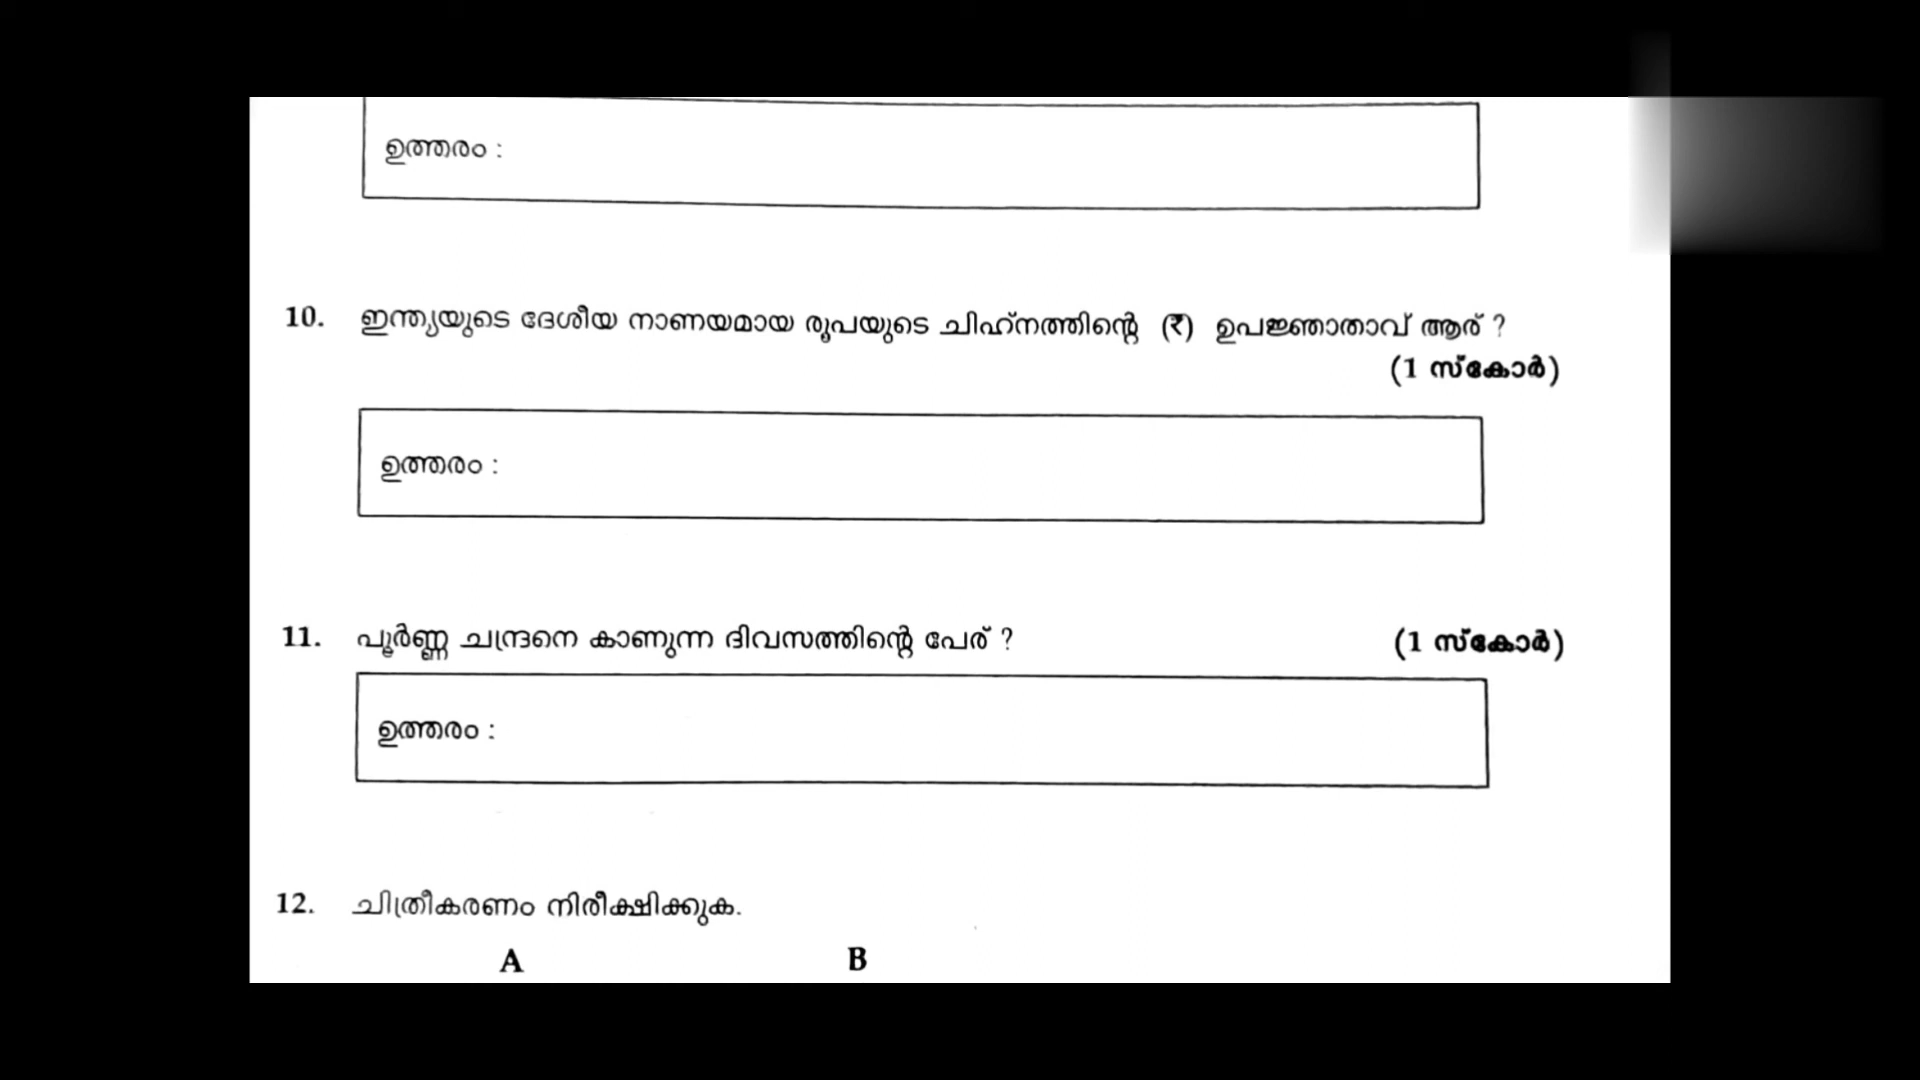 ഉത്തരം :
10. ഇന്ത്യയുടെ ദേശീയ നാണയമായ രൂപയുടെ ചിഹ്നത്തിന്റെ (₹) ഉപജ്ഞാതാവ് ആര് ?
(1 സ്കോർ)
ഉത്തരം :
11. പൂർണ്ണ ചന്ദ്രനെ കാണുന്ന ദിവസത്തിന്റെ പേര് ? (1 സ്കോർ)
ഉത്തരം :
12. ചിത്രീകരണം നിരീക്ഷിക്കുക.
A B